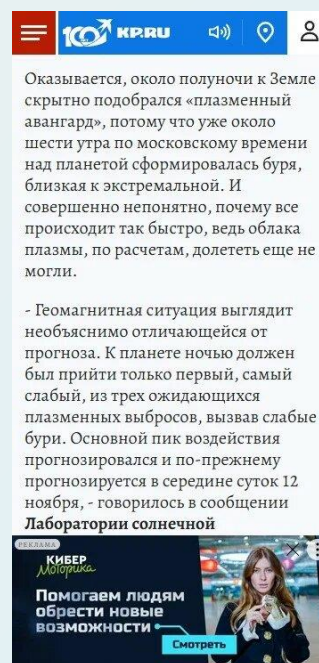 100 KP.RU
Оказывается, около полуночи к Земле
скрытно подобрался «плазменный
авангард», потому что уже около
шести утра по московскому времени
над планетой сформировалась буря,
близкая к экстремальной. И
совершенно непонятно, почему все
происходит так быстро, ведь облака
плазмы, по расчетам, долететь еще не
могли.
- Геомагнитная ситуация выглядит
необъяснимо отличающейся от
прогноза. К планете ночью должен
был прийти только первый, самый
слабый, из трех ожидающихся
плазменных выбросов, вызвав слабые
бури. Основной пик воздействия
прогнозировался и по-прежнему
прогнозируется в середине суток 12
ноября, - говорилось в сообщении
Лаборатории солнечной
РЕКЛАМА
КИБЕР
Моторика
Помогаем людям
обрести новые
возможности
Смотреть